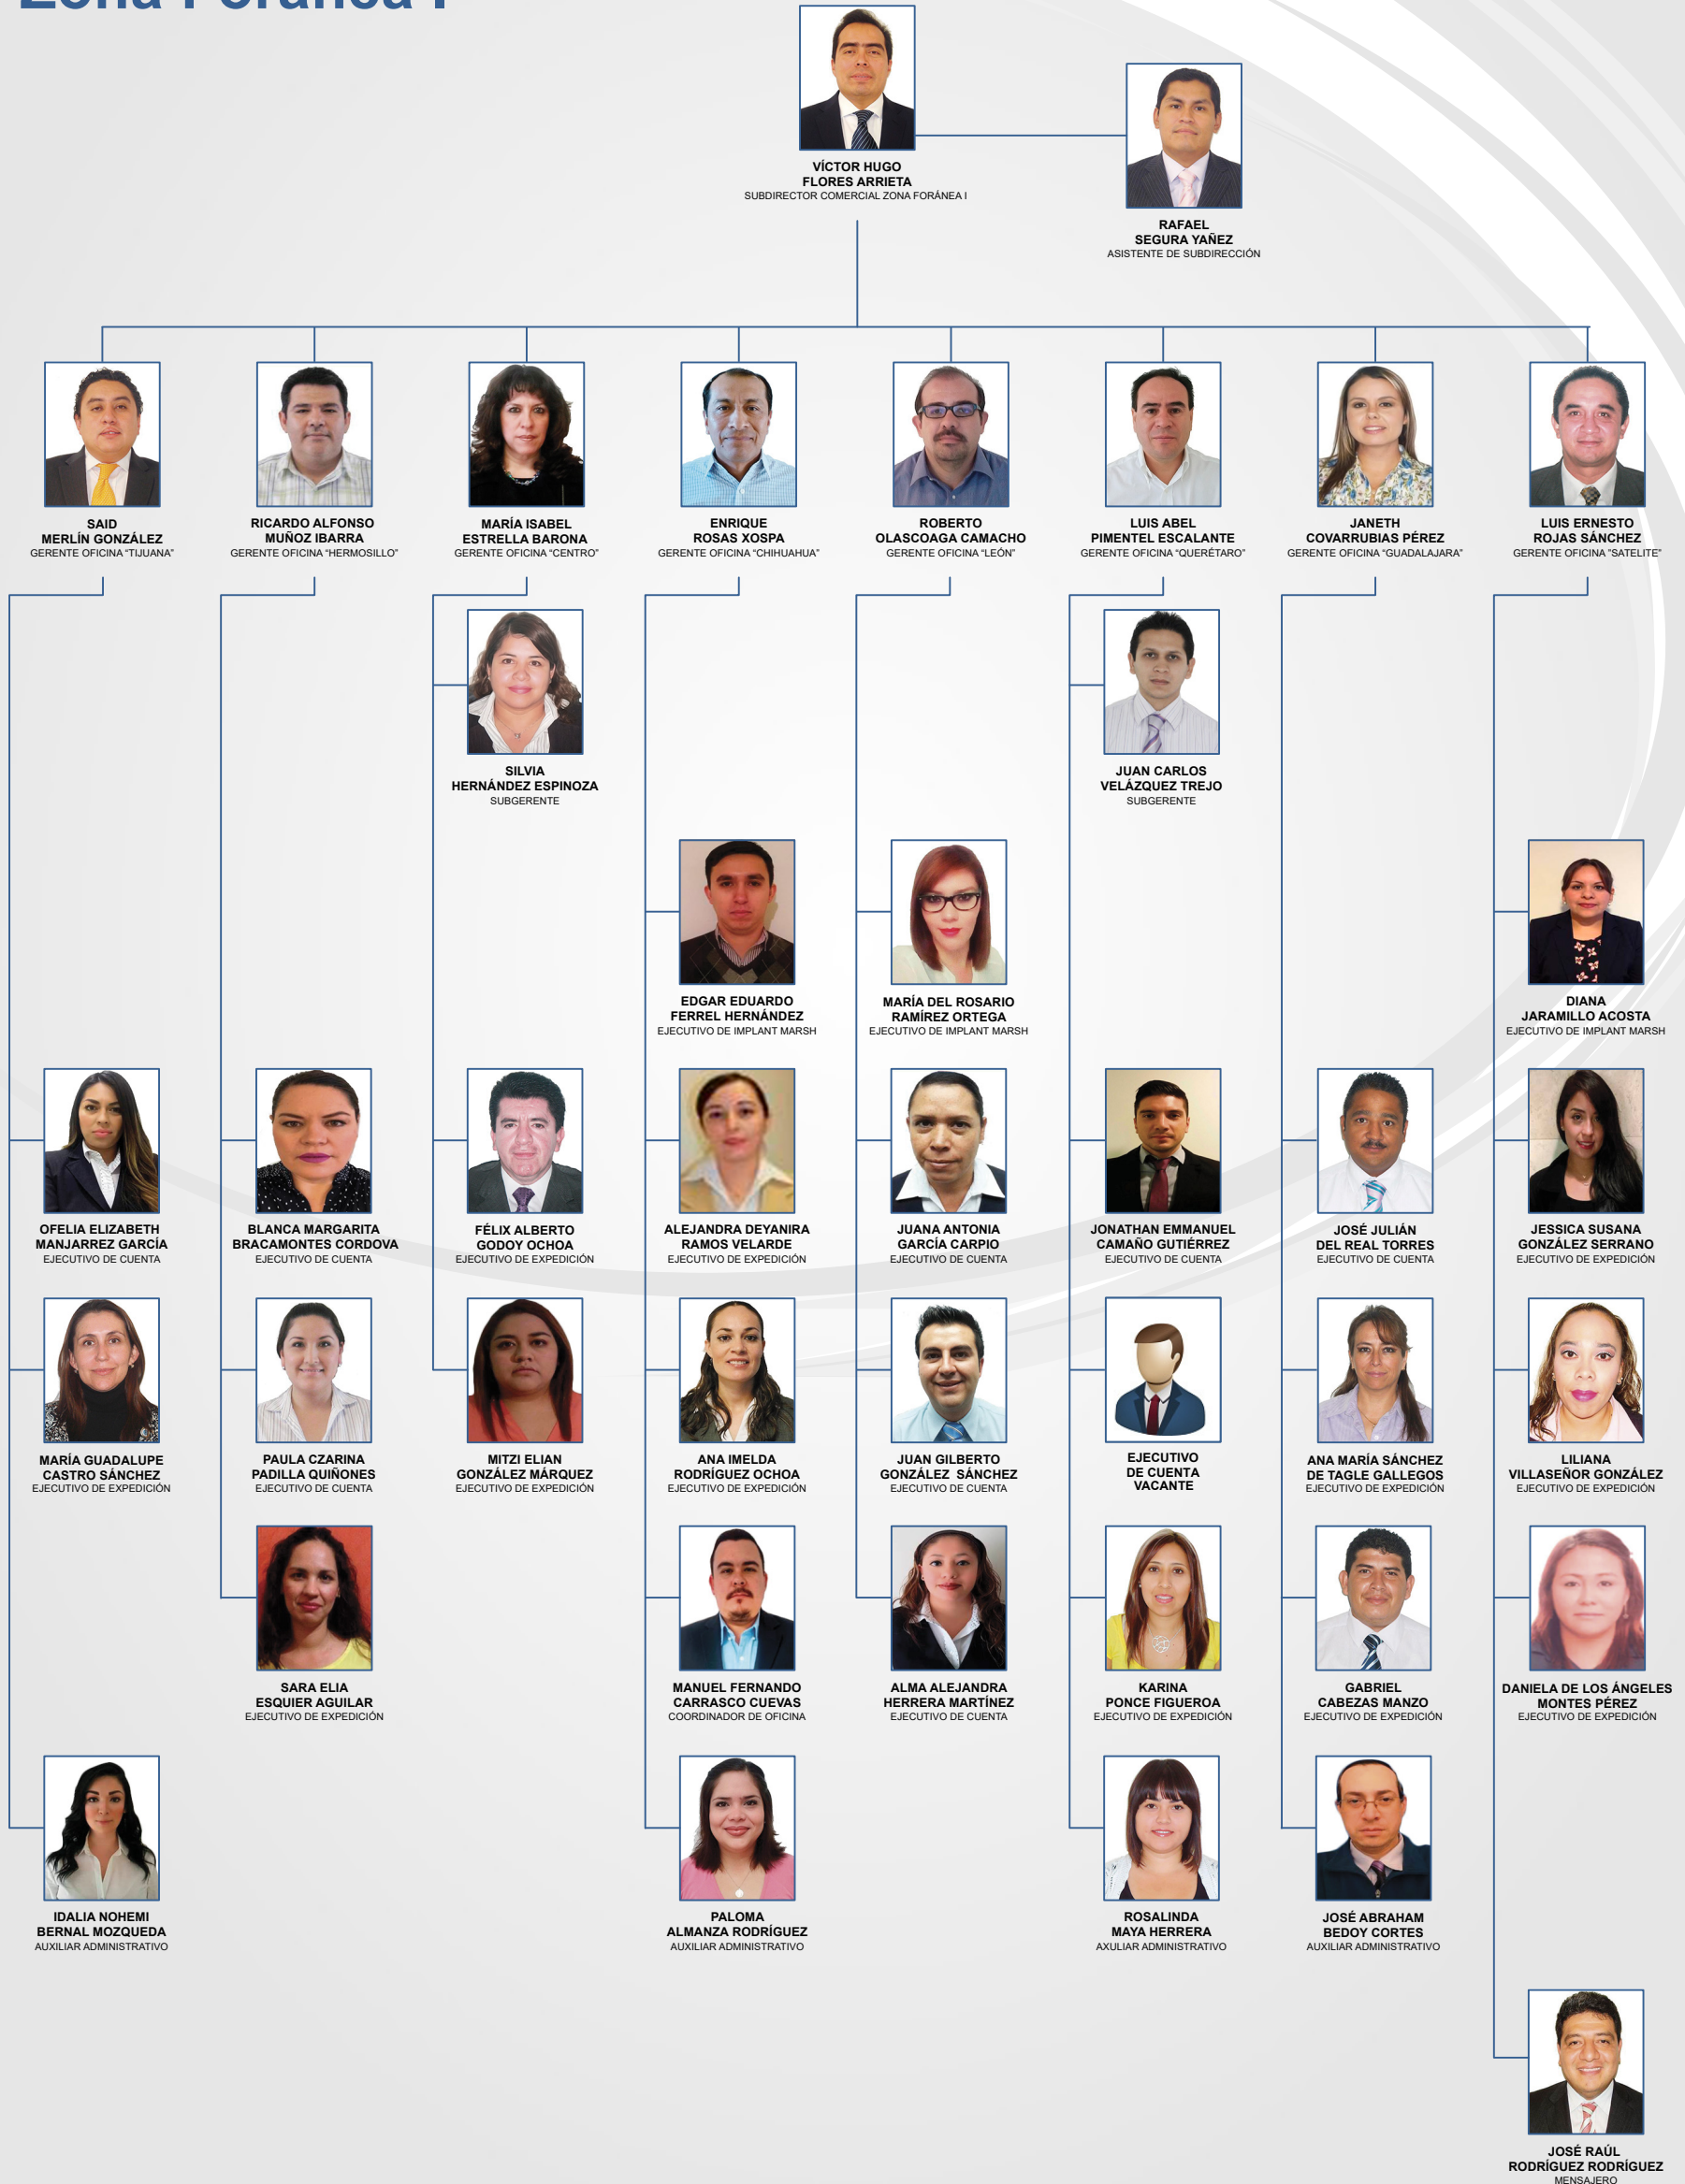 Zona Foránea I
VÍCTOR HUGO
FLORES ARRIETA
SUBDIRECTOR COMERCIAL ZONA FORÁNEA I
RAFAEL
SEGURA YAÑEZ
ASISTENTE DE SUBDIRECCIÓN
SAID
MERLÍN GONZÁLEZ
GERENTE OFICINA “TIJUANA”
RICARDO ALFONSO
MUÑOZ IBARRA
GERENTE OFICINA “HERMOSILLO”
MARÍA ISABEL
ESTRELLA BARONA
GERENTE OFICINA “CENTRO”
ENRIQUE
ROSAS XOSPA
GERENTE OFICINA “CHIHUAHUA”
ROBERTO
OLASCOAGA CAMACHO
GERENTE OFICINA “LEÓN”
LUIS ABEL
PIMENTEL ESCALANTE
GERENTE OFICINA “QUERÉTARO”
JANETH
COVARRUBIAS PÉREZ
GERENTE OFICINA “GUADALAJARA”
LUIS ERNESTO
ROJAS SÁNCHEZ
GERENTE OFICINA ”SATELITE”
SILVIA
HERNÁNDEZ ESPINOZA
SUBGERENTE
JUAN CARLOS
VELÁZQUEZ TREJO
SUBGERENTE
EDGAR EDUARDO
FERREL HERNÁNDEZ
EJECUTIVO DE IMPLANT MARSH
MARÍA DEL ROSARIO
RAMÍREZ ORTEGA
EJECUTIVO DE IMPLANT MARSH
DIANA
JARAMILLO ACOSTA
EJECUTIVO DE IMPLANT MARSH
OFELIA ELIZABETH
MANJARREZ GARCÍA
EJECUTIVO DE CUENTA
BLANCA MARGARITA
BRACAMONTES CORDOVA
EJECUTIVO DE CUENTA
FÉLIX ALBERTO
GODOY OCHOA
EJECUTIVO DE EXPEDICIÓN
ALEJANDRA DEYANIRA
RAMOS VELARDE
EJECUTIVO DE EXPEDICIÓN
JUANA ANTONIA
GARCÍA CARPIO
EJECUTIVO DE CUENTA
JONATHAN EMMANUEL
CAMAÑO GUTIÉRREZ
EJECUTIVO DE CUENTA
JOSÉ JULIÁN
DEL REAL TORRES
EJECUTIVO DE CUENTA
JESSICA SUSANA
GONZÁLEZ SERRANO
EJECUTIVO DE EXPEDICIÓN
MARÍA GUADALUPE
CASTRO SÁNCHEZ
EJECUTIVO DE EXPEDICIÓN
PAULA CZARINA
PADILLA QUIÑONES
EJECUTIVO DE CUENTA
MITZI ELIAN
GONZÁLEZ MÁRQUEZ
EJECUTIVO DE EXPEDICIÓN
ANA IMELDA
RODRÍGUEZ OCHOA
EJECUTIVO DE EXPEDICIÓN
JUAN GILBERTO
GONZÁLEZ SÁNCHEZ
EJECUTIVO DE CUENTA
EJECUTIVO
DE CUENTA
VACANTE
ANA MARÍA SÁNCHEZ
DE TAGLE GALLEGOS
EJECUTIVO DE EXPEDICIÓN
LILIANA
VILLASEÑOR GONZÁLEZ
EJECUTIVO DE EXPEDICIÓN
SARA ELIA
ESQUIER AGUILAR
EJECUTIVO DE EXPEDICIÓN
MANUEL FERNANDO
CARRASCO CUEVAS
COORDINADOR DE OFICINA
ALMA ALEJANDRA
HERRERA MARTÍNEZ
EJECUTIVO DE CUENTA
KARINA
PONCE FIGUEROA
EJECUTIVO DE EXPEDICIÓN
GABRIEL
CABEZAS MANZO
EJECUTIVO DE EXPEDICIÓN
DANIELA DE LOS ÁNGELES
MONTES PÉREZ
EJECUTIVO DE EXPEDICIÓN
IDALIA NOHEMI
BERNAL MOZQUEDA
AUXILIAR ADMINISTRATIVO
PALOMA
ALMANZA RODRÍGUEZ
AUXILIAR ADMINISTRATIVO
ROSALINDA
MAYA HERRERA
AXULIAR ADMINISTRATIVO
JOSÉ ABRAHAM
BEDOY CORTES
AUXILIAR ADMINISTRATIVO
JOSÉ RAÚL
RODRÍGUEZ RODRÍGUEZ
MENSAJERO